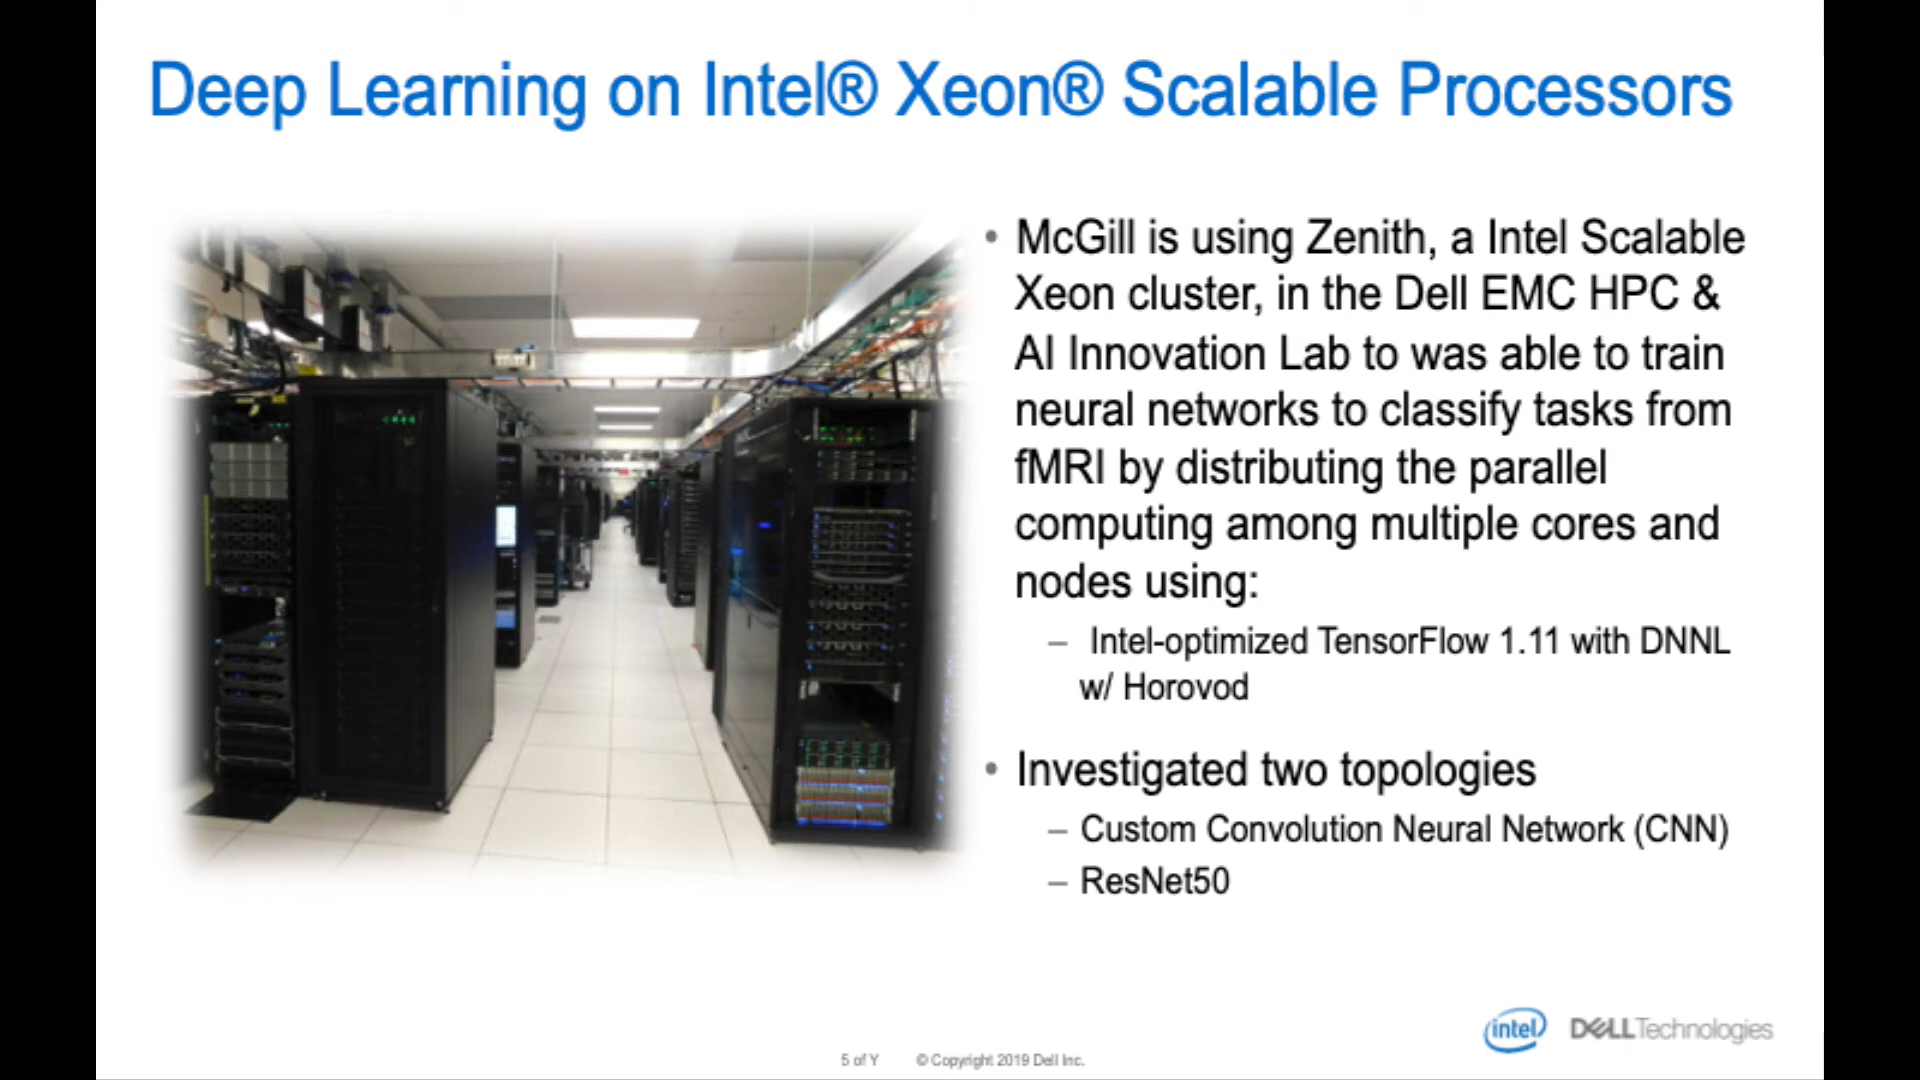 Deep Learning on Intel® Xeon® Scalable Processors
• McGill is using Zenith, a Intel Scalable
Xeon cluster, in the Dell EMC HPC &
AI Innovation Lab to was able to train
neural networks to classify tasks from
fMRI by distributing the parallel
computing among multiple cores and
nodes using:
– Intel-optimized TensorFlow 1.11 with DNNL
w/ Horovod
• Investigated two topologies
– Custom Convolution Neural Network (CNN)
– ResNet50
intel DELLTechnologies
5 of Y © Copyright 2019 Dell Inc.